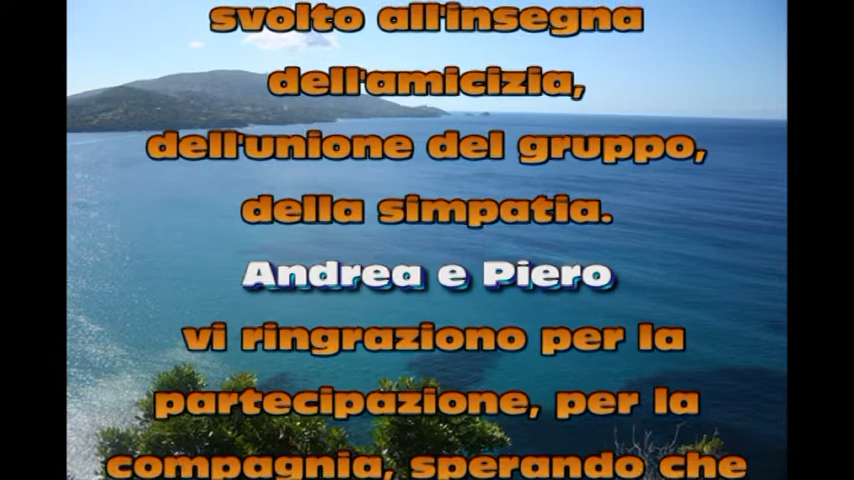 svolto all'insegna
dell'amicizia,
dell'unione del gruppo,
della simpatia.
Andrea e Piero
vi ringraziono per la
partecipazione, per la
compagnia, sperando che